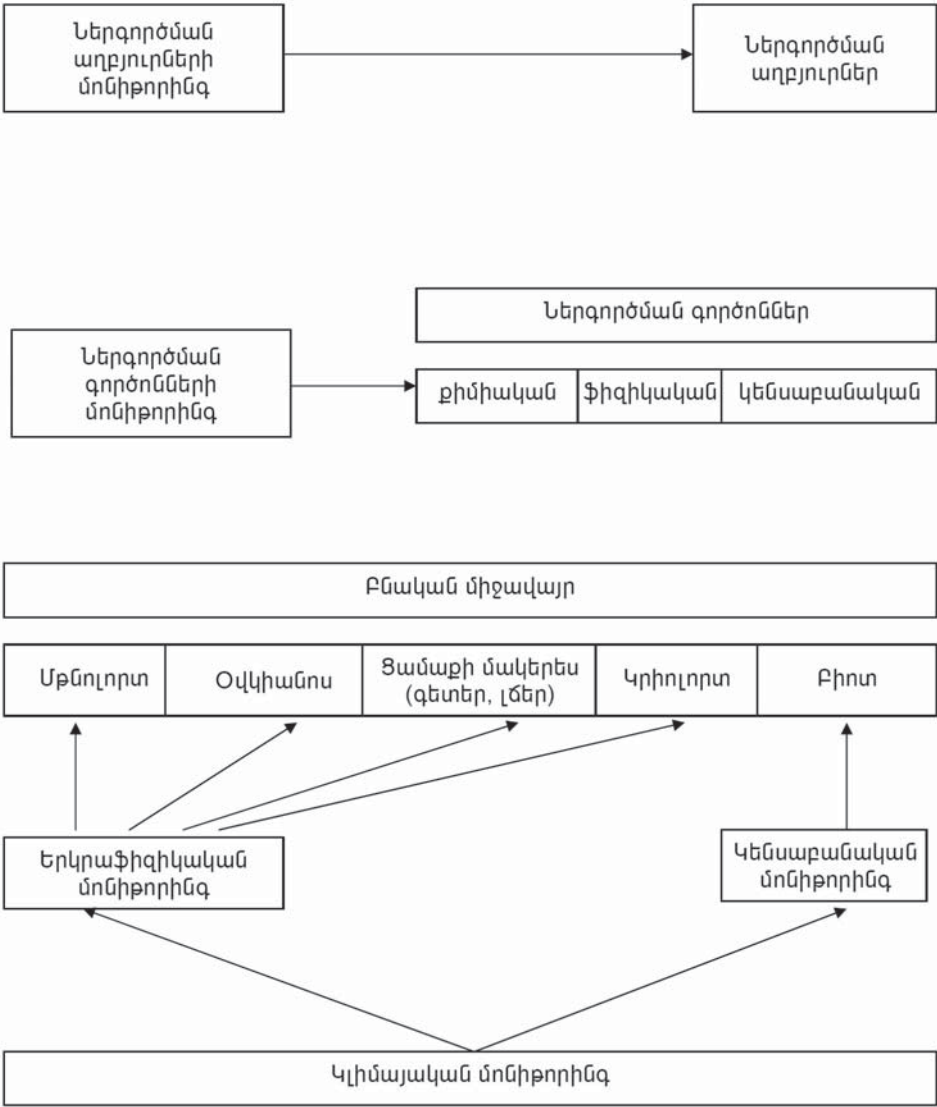 Ներգործման
աղբյուրների
մոնիթորինգ
Ներգործման
աղբյուրներ
Ներգործման գործոններ
Ներգործման
գործոնների
մոնիթորինգ
քիմիական
ֆիզիկական
կենսաբանական
Բնական միջավայր
Մթնոլորտ
Օվկիանոս
Ցամաքի մակերես
(գետեր, լճեր)
Կրիոլորտ
Բիոտ
Երկրաֆիզիկական
մոնիթորինգ
Կենսաբանական
մոնիթորինգ
Կլիմայական մոնիթորինգ